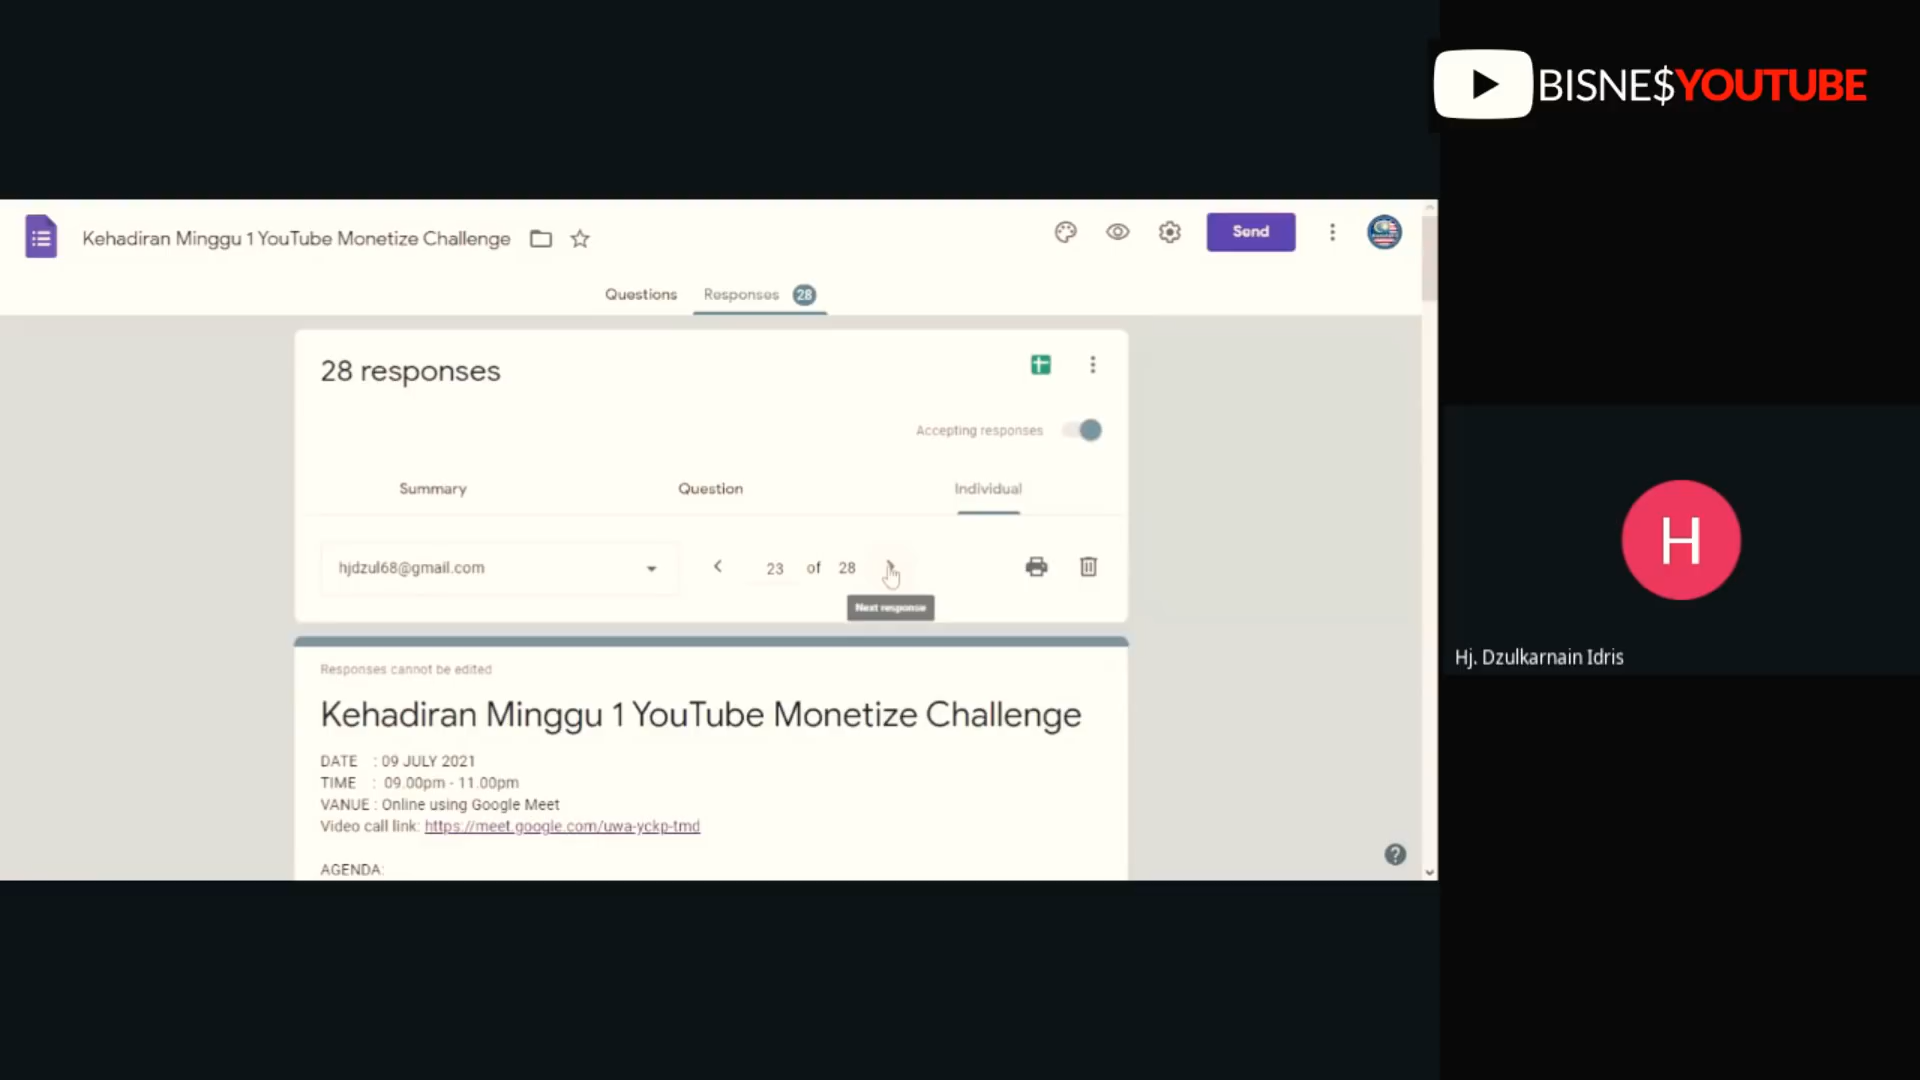 BISNE$YOUTUBE
Kehadiran Minggu 1 YouTube Monetize Challenge
Send
Questions
Responses 28
28 responses
Accepting responses
Summary
Question
Individual
hjdzul68@gmail.com
23 of 28
Next response
Responses cannot be edited
Kehadiran Minggu 1 YouTube Monetize Challenge
DATE : 09 JULY 2021
TIME : 09.00pm - 11.00pm
VANUE : Online using Google Meet
Video call link: https://meet.google.com/uwa-yckp-tmd
AGENDA:
?
H
Hj. Dzulkarnain Idris